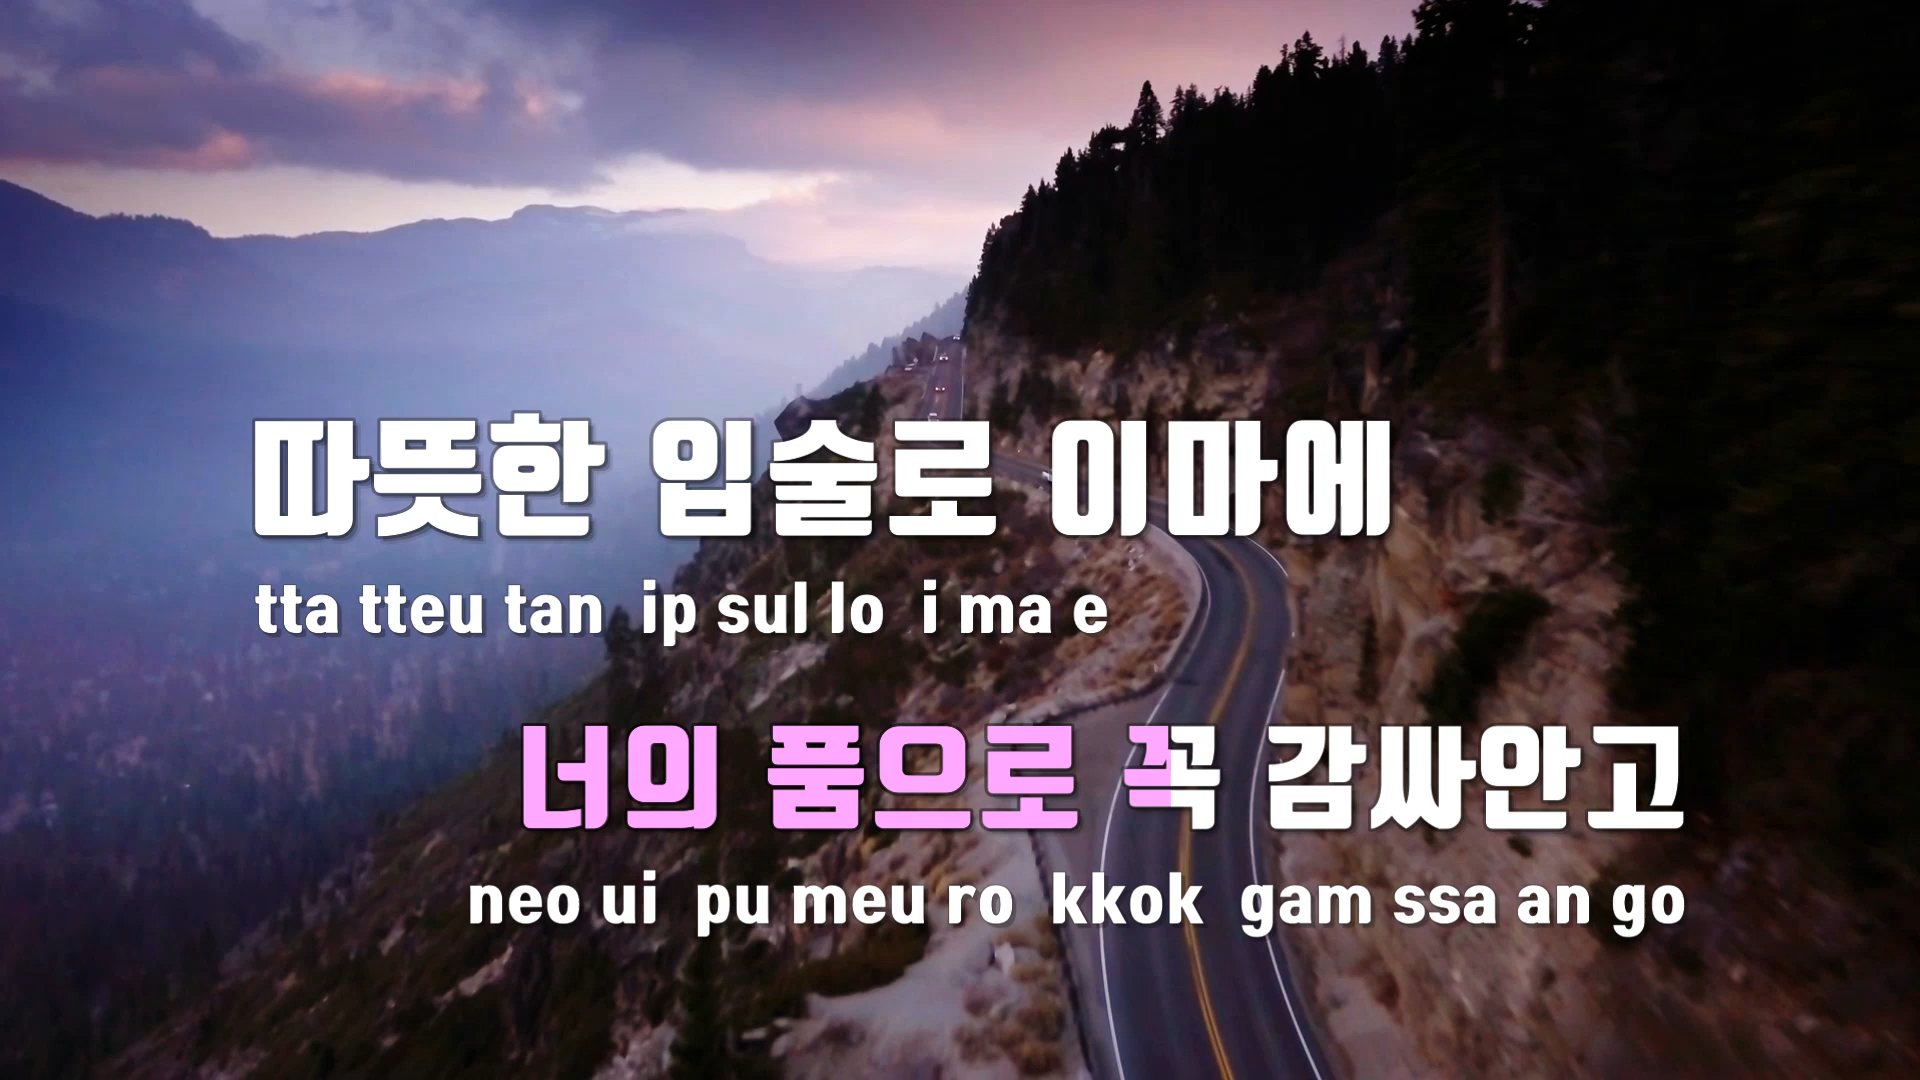 따뜻한 입술로 이마에
tta tteu tan ip sul lo i ma e
너의 품으로 꼭 감싸안고
neo ui pu meu ro kkok gam ssa an go